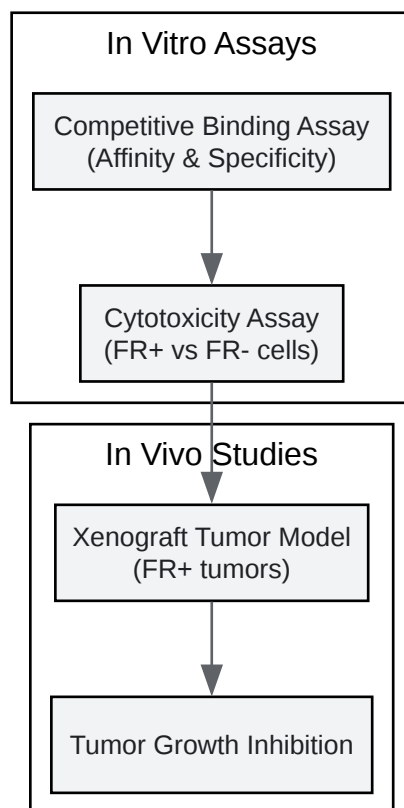 In Vitro Assays
Competitive Binding Assay
(Affinity & Specificity)
Cytotoxicity Assay
(FR+ vs FR- cells)
In Vivo Studies
Xenograft Tumor Model
(FR+ tumors)
Tumor Growth Inhibition